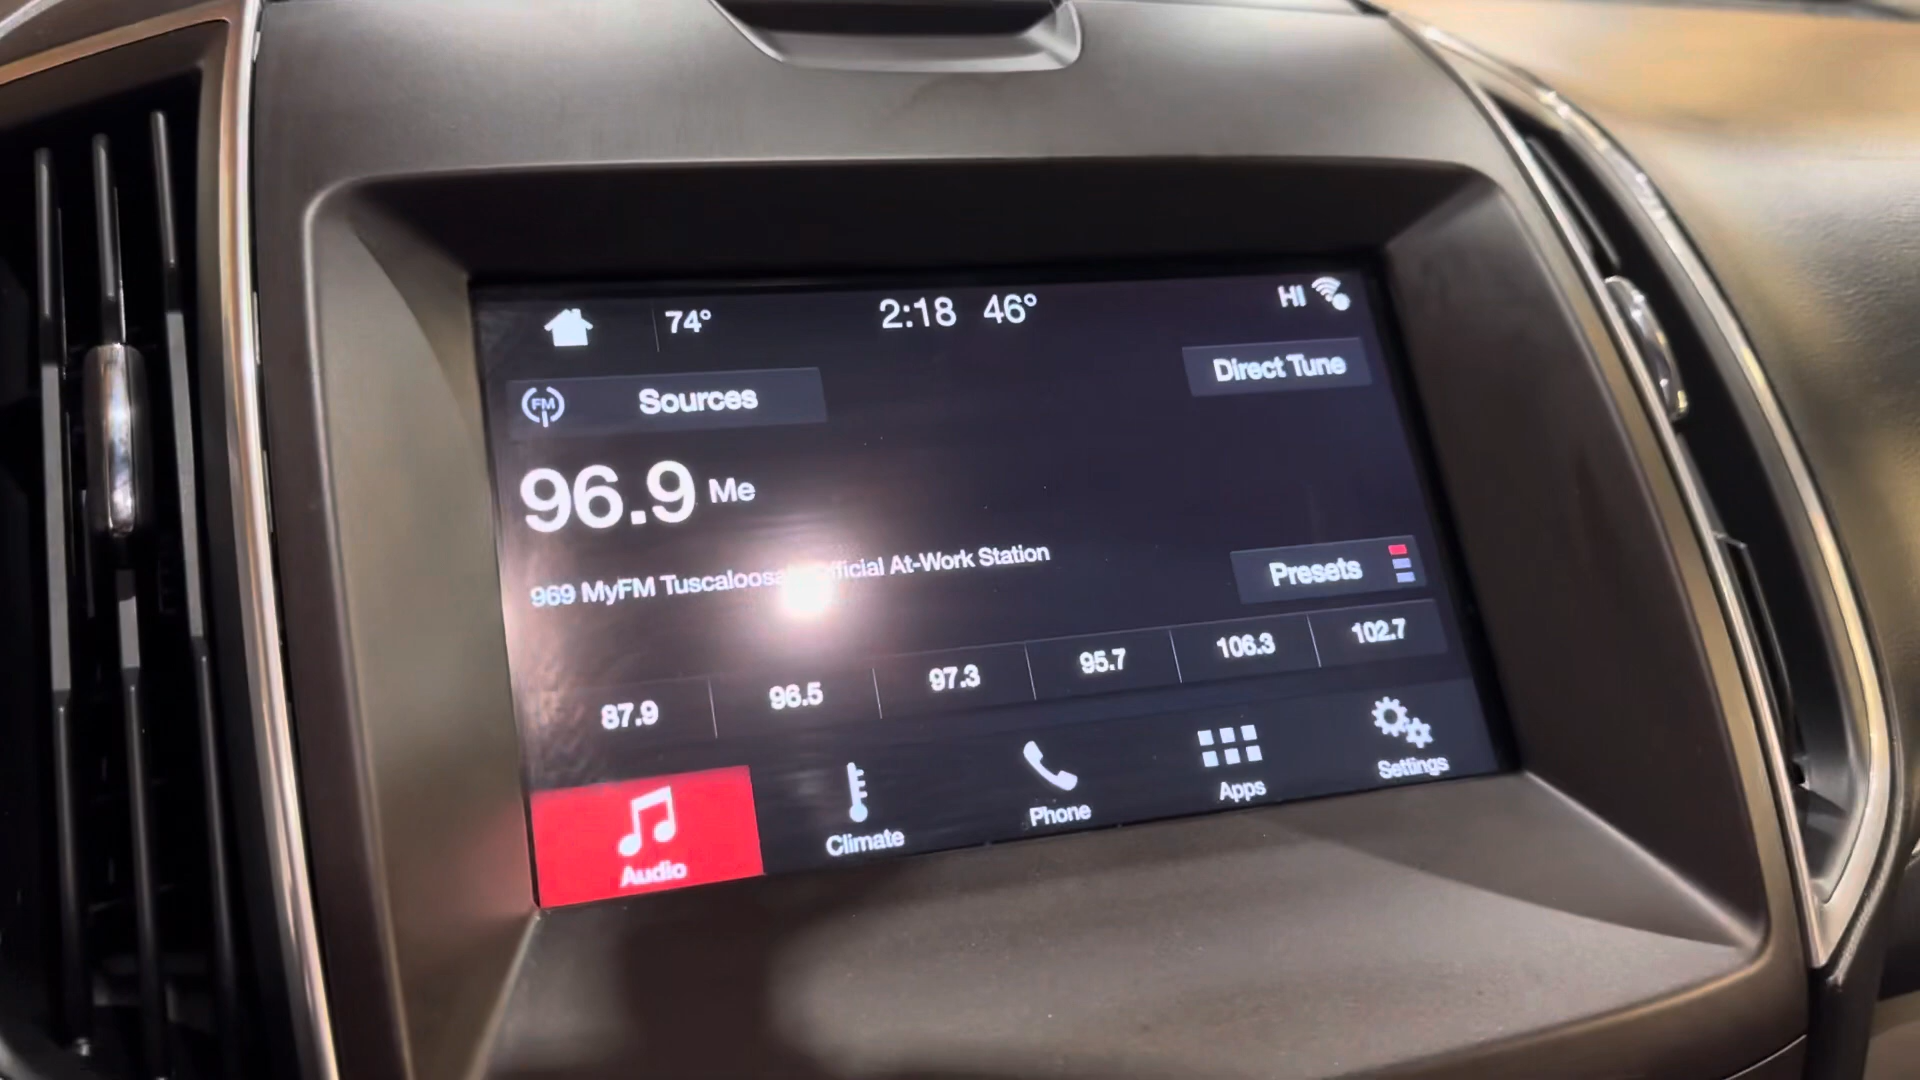 74° 2:18 46° HI
FM Sources Direct Tune
96.9 Me
969 MyFM Tuscaloosa At-Work Station
Presets
87.9 96.5 97.3 95.7 106.3 102.7
Audio Climate Phone Apps Settings